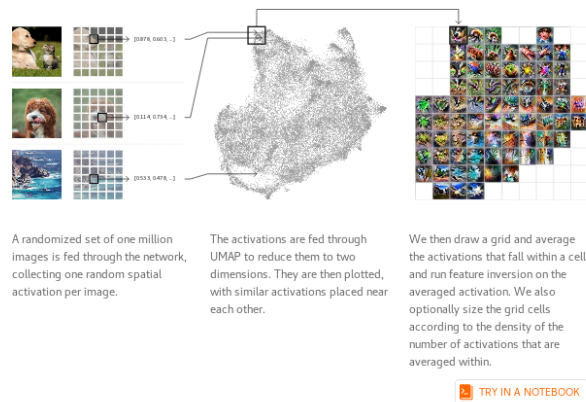 [0.878, 0.603, ..]
[0.114, 0.734, ..]
[0.533, 0.478, ..]
A randomized set of one million
images is fed through the network,
collecting one random spatial
activation per image.
The activations are fed through
UMAP to reduce them to two
dimensions. They are then plotted,
with similar activations placed near
each other.
We then draw a grid and average
the activations that fall within a cell
and run feature inversion on the
averaged activation. We also
optionally size the grid cells
according to the density of the
number of activations that are
averaged within.
TRY IN A NOTEBOOK